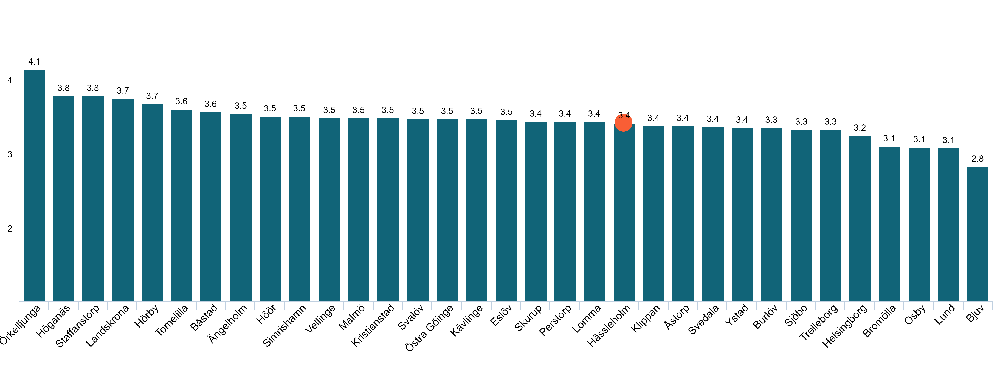 4.1
3.8
3.8
3.7
3.7
3.6
3.6
3.5
3.5
3.5
3.5
3.5
3.5
3.5
3.5
3.5
3.5
3.4
3.4
3.4
3.4
3.4
3.4
3.4
3.4
3.3
3.3
3.3
3.2
3.1
3.1
3.1
2.8
4
3
2
Örkelljunga
Höganäs
Staffanstorp
Landskrona
Hörby
Tomelilla
Båstad
Ängelholm
Höör
Simrishamn
Vellinge
Malmö
Kristianstad
Svalöv
Östra Göinge
Kävlinge
Eslöv
Skurup
Perstorp
Lomma
Hässleholm
Klippan
Åstorp
Svedala
Ystad
Burlöv
Sjöbo
Trelleborg
Helsingborg
Bromölla
Osby
Lund
Bjuv